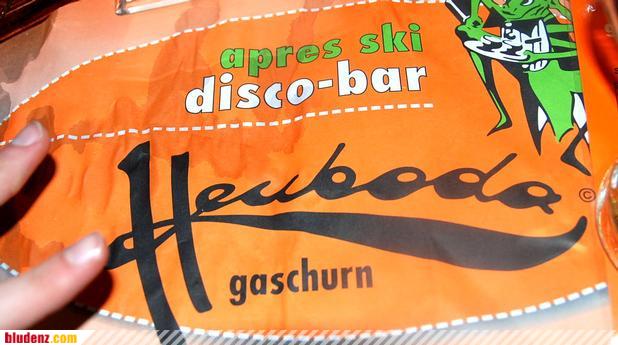 apres ski
disco-bar
Heuboda
©
gaschurn
bludenz.com